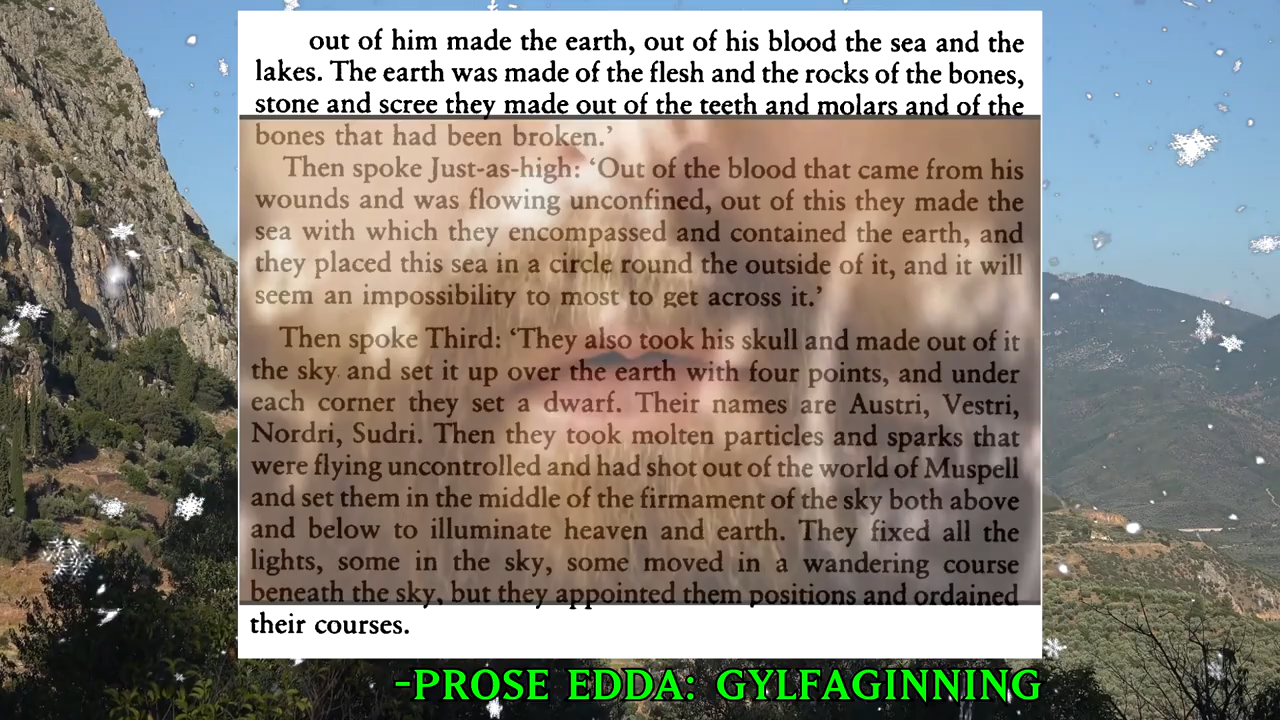 out of him made the earth, out of his blood the sea and the
lakes. The earth was made of the flesh and the rocks of the bones,
stone and scree they made out of the teeth and molars and of the
bones that had been broken.’
Then spoke Just-as-high: ‘Out of the blood that came from his
wounds and was flowing unconfined, out of this they made the
sea with which they encompassed and contained the earth, and
they placed this sea in a circle round the outside of it, and it will
seem an impossibility to most to get across it.’
Then spoke Third: ‘They also took his skull and made out of it
the sky and set it up over the earth with four points, and under
each corner they set a dwarf. Their names are Austri, Vestri,
Nordri, Sudri. Then they took molten particles and sparks that
were flying uncontrolled and had shot out of the world of Muspell
and set them in the middle of the firmament of the sky both above
and below to illuminate heaven and earth. They fixed all the
lights, some in the sky, some moved in a wandering course
beneath the sky, but they appointed them positions and ordained
their courses.
-PROSE EDDA: GYLFAGINNING